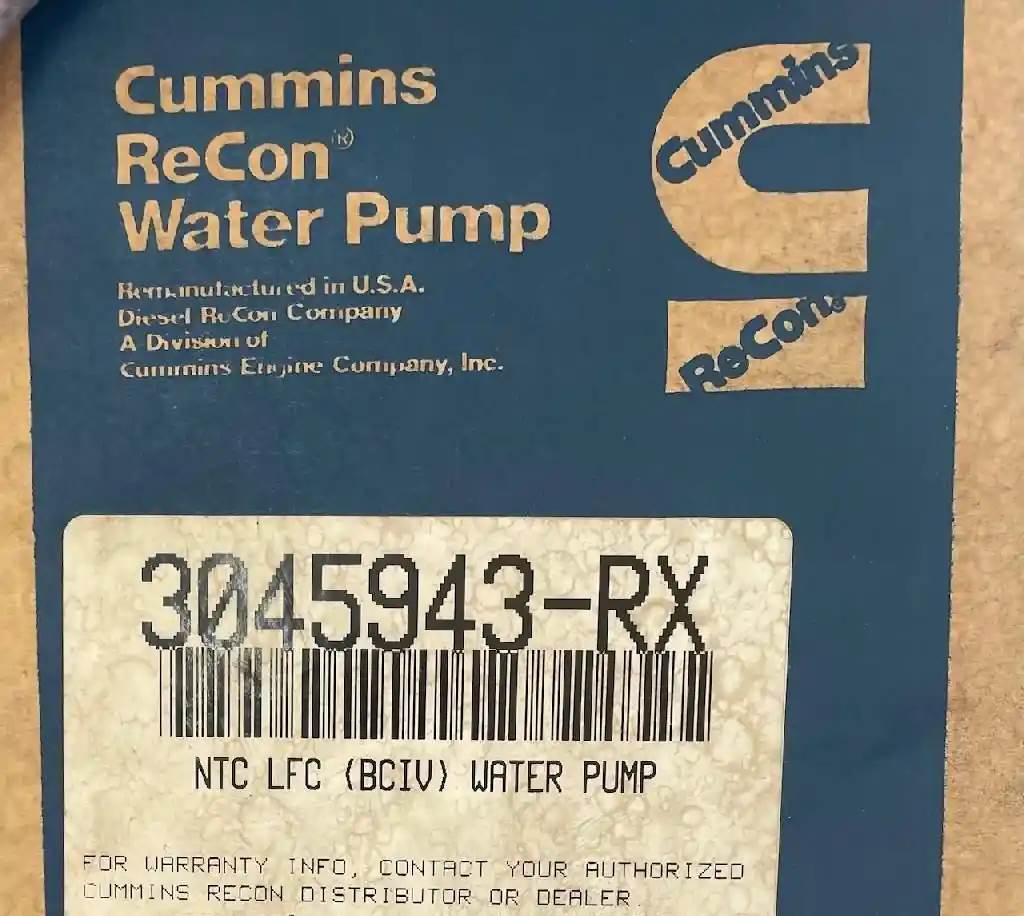 Cummins
ReCon®
Water Pump
Remanufactured in U.S.A.
Diesel ReCon Company
A Division of
Cummins Engine Company, Inc.
Cummins
ReCon®
3045943-RX
NTC LFC (BCIV) WATER PUMP
FOR WARRANTY INFO, CONTACT YOUR AUTHORIZED
CUMMINS RECON DISTRIBUTOR OR DEALER.